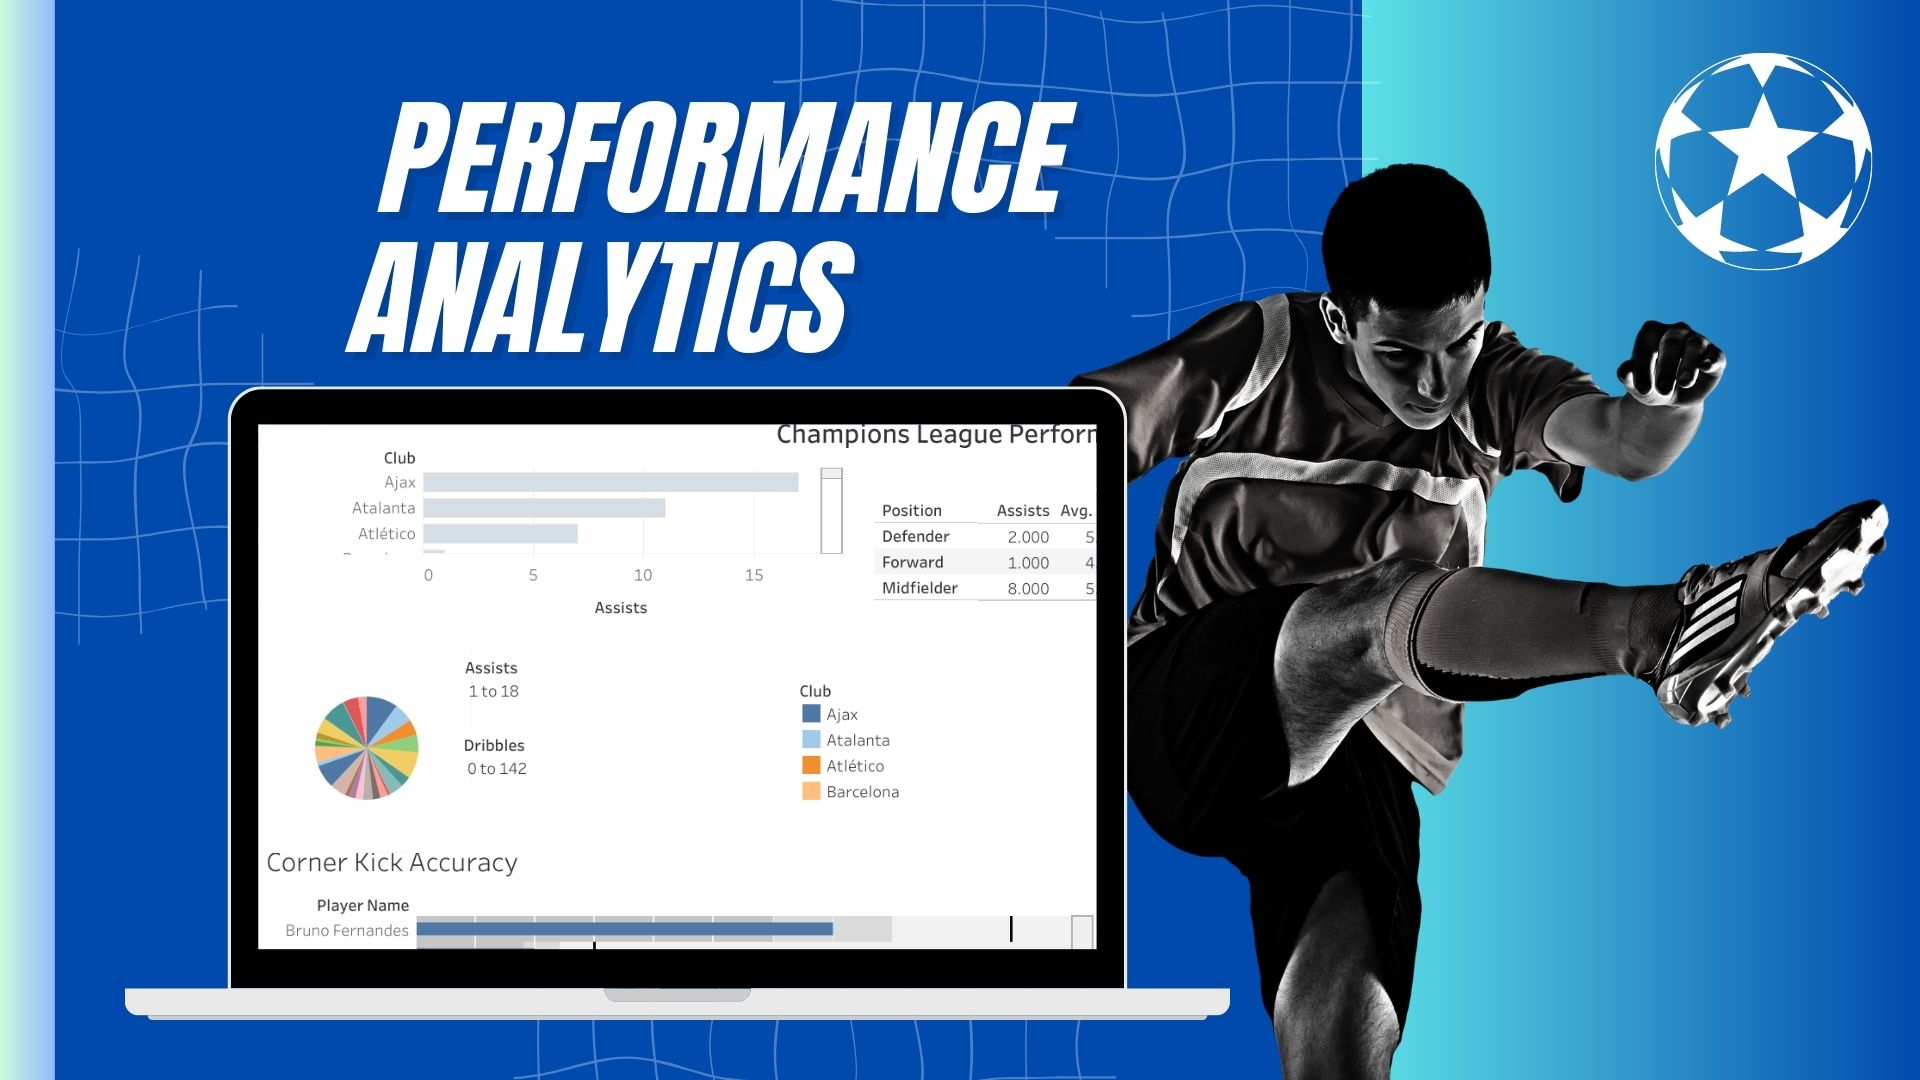 PERFORMANCE
ANALYTICS
Champions League Perform
Club
Ajax
Atalanta
Atlético
0 5 10 15
Assists
Position Assists Avg.
Defender 2.000 5
Forward 1.000 4
Midfielder 8.000 5
Assists
1 to 18
Dribbles
0 to 142
Club
Ajax
Atalanta
Atlético
Barcelona
Corner Kick Accuracy
Player Name
Bruno Fernandes